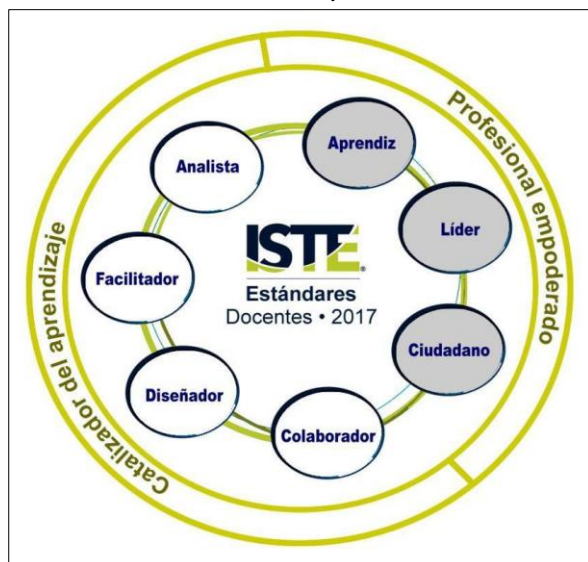 Profesional empoderado
Catalizador del aprendizaje
Aprendiz
Analista
Líder
Facilitador
ISTE®
Estándares
Docentes • 2017
Ciudadano
Diseñador
Colaborador